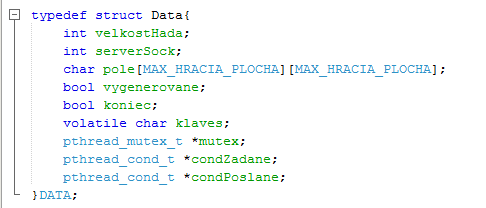 typedef struct Data{
    int velkostHada;
    int serverSock;
    char pole[MAX_HRACIA_PLOCHA][MAX_HRACIA_PLOCHA];
    bool vygenerovane;
    bool koniec;
    volatile char klaves;
    pthread_mutex_t *mutex;
    pthread_cond_t *condZadane;
    pthread_cond_t *condPoslane;
}DATA;